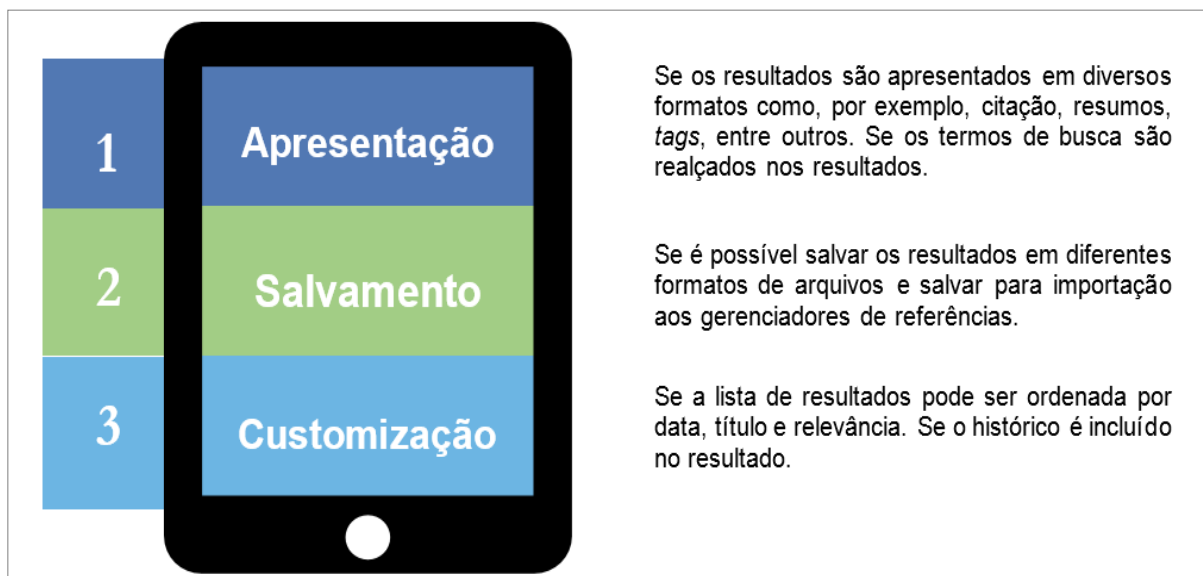 1
Apresentação
Se os resultados são apresentados em diversos
formatos como, por exemplo, citação, resumos,
tags, entre outros. Se os termos de busca são
realçados nos resultados.
2
Salvamento
Se é possível salvar os resultados em diferentes
formatos de arquivos e salvar para importação
aos gerenciadores de referências.
3
Customização
Se a lista de resultados pode ser ordenada por
data, título e relevância. Se o histórico é incluído
no resultado.